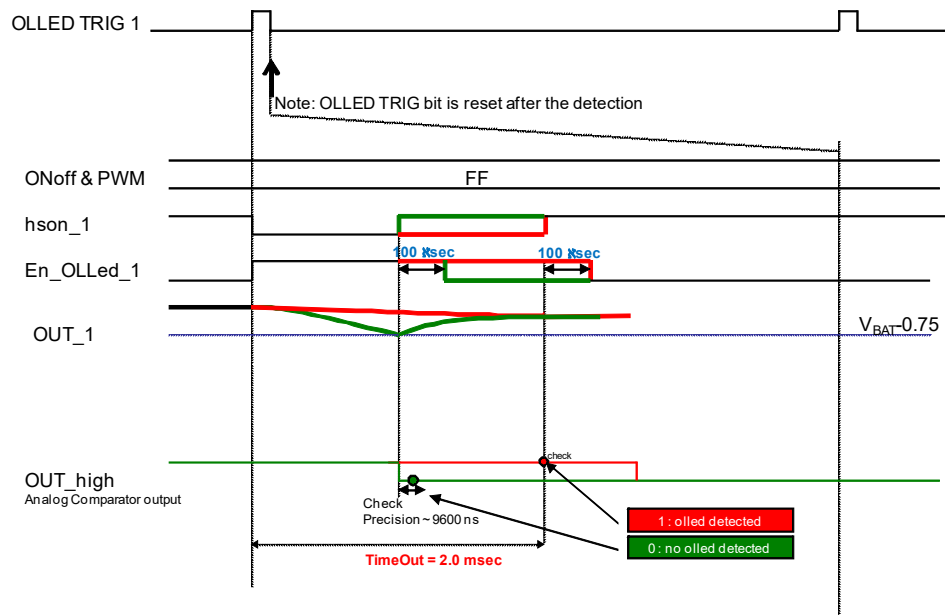 OLLED TRIG 1
Note: OLLED TRIG bit is reset after the detection
ONoff & PWM
FF
hson_1
100 sec
100 sec
En_OLLed_1
OUT_1
VBAT-0.75
check
OUT_high
Analog Comparator output
Check
Precision ~ 9600 ns
1 : olled detected
0 : no olled detected
TimeOut = 2.0 msec